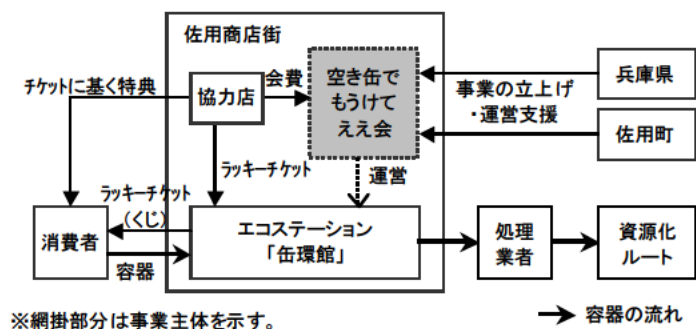 佐用商店街
チケットに基く特典
協力店
会費
空き缶で
もうけて
ええ会
事業の立上げ
・運営支援
兵庫県
佐用町
ラッキーチケット
運営
ラッキーチケット
(くじ)
消費者
容器
エコステーション
「缶環館」
処理
業者
資源化
ルート
※網掛部分は事業主体を示す。
容器の流れ